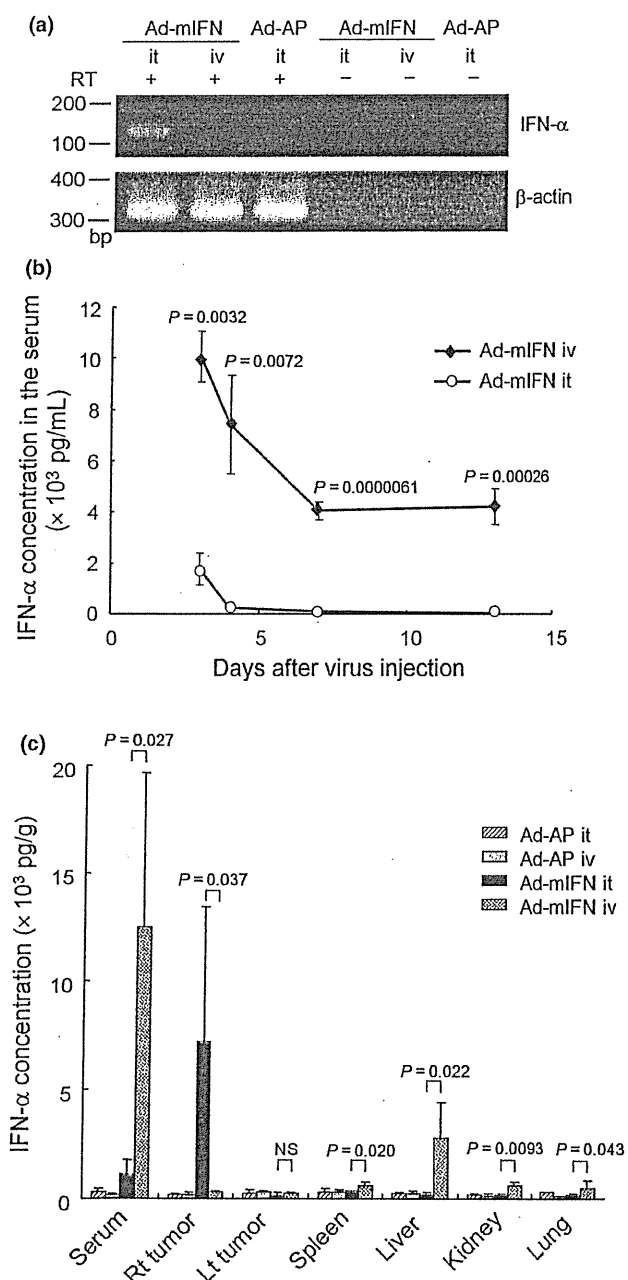 (a)
Ad-mIFN Ad-AP Ad-mIFN Ad-AP
it iv it it iv it
RT + + + − − −
200
100
IFN-α
400
300
bp
β-actin
(b)
IFN-α concentration in the serum
(× 10³ pg/mL)
12
10
8
6
4
2
0
P = 0.0032
P = 0.0072
P = 0.0000061
P = 0.00026
Ad-mIFN iv
Ad-mIFN it
0 5 10 15
Days after virus injection
(c)
IFN-α concentration (× 10³ pg/g)
20
15
10
5
0
P = 0.027
P = 0.037
NS
P = 0.020
P = 0.022
P = 0.0093
P = 0.043
Ad-AP it
Ad-AP iv
Ad-mIFN it
Ad-mIFN iv
Serum
Rt tumor
Lt tumor
Spleen
Liver
Kidney
Lung